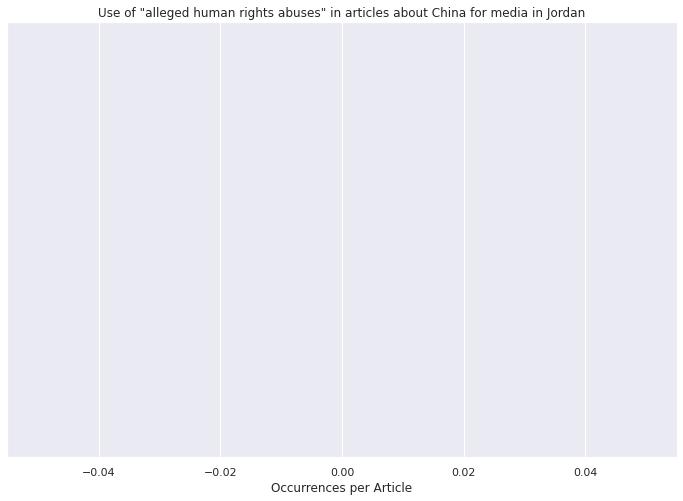 Use of "alleged human rights abuses" in articles about China for media in Jordan
−0.04 −0.02 0.00 0.02 0.04
Occurrences per Article